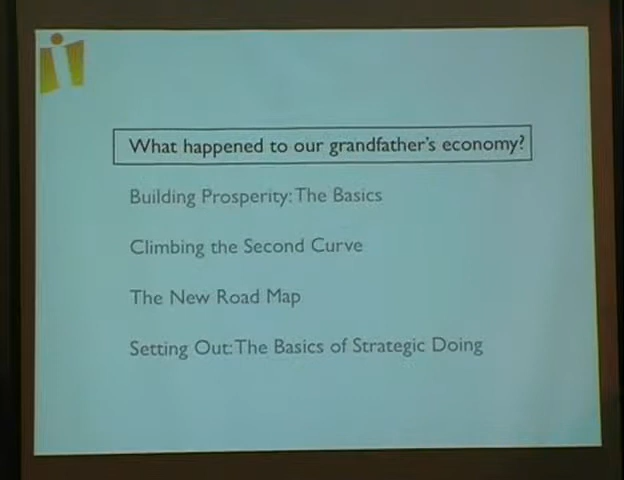 What happened to our grandfather's economy?
Building Prosperity: The Basics
Climbing the Second Curve
The New Road Map
Setting Out: The Basics of Strategic Doing